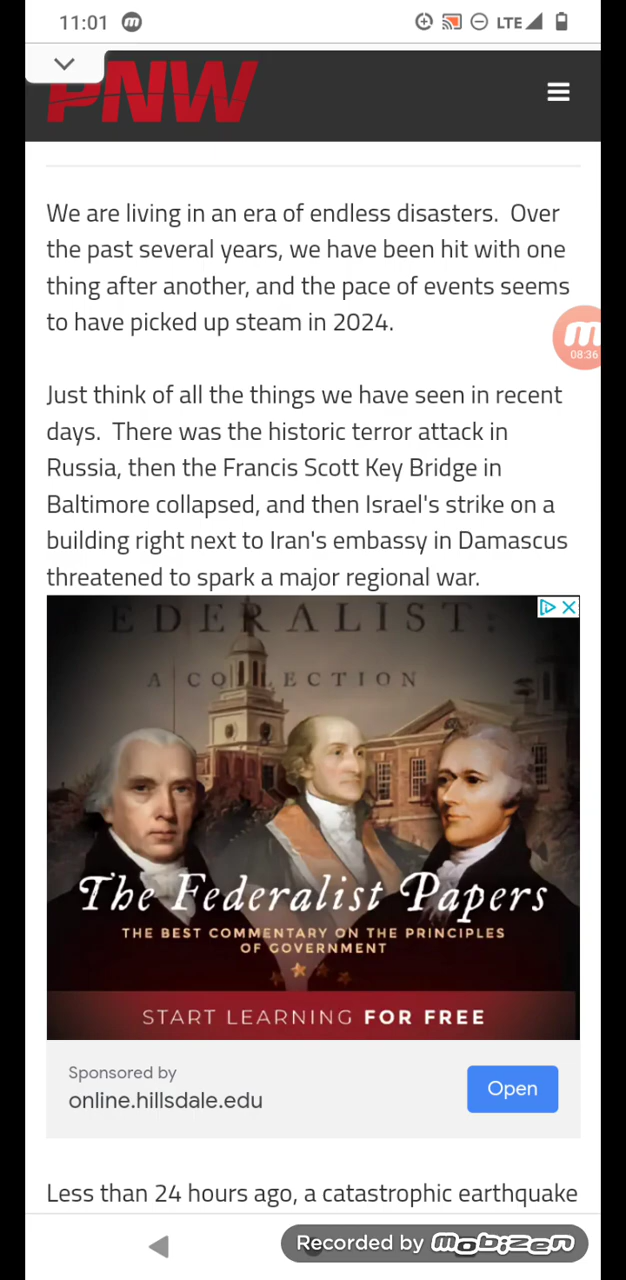 11:01
LTE
PNW
We are living in an era of endless disasters.  Over
the past several years, we have been hit with one
thing after another, and the pace of events seems
to have picked up steam in 2024.
08:36
Just think of all the things we have seen in recent
days.  There was the historic terror attack in
Russia, then the Francis Scott Key Bridge in
Baltimore collapsed, and then Israel's strike on a
building right next to Iran's embassy in Damascus
threatened to spark a major regional war.
EDERALIST:
A COLLECTION
The Federalist Papers
THE BEST COMMENTARY ON THE PRINCIPLES
OF GOVERNMENT
START LEARNING FOR FREE
Sponsored by
online.hillsdale.edu
Open
Less than 24 hours ago, a catastrophic earthquake
Recorded by mobizen